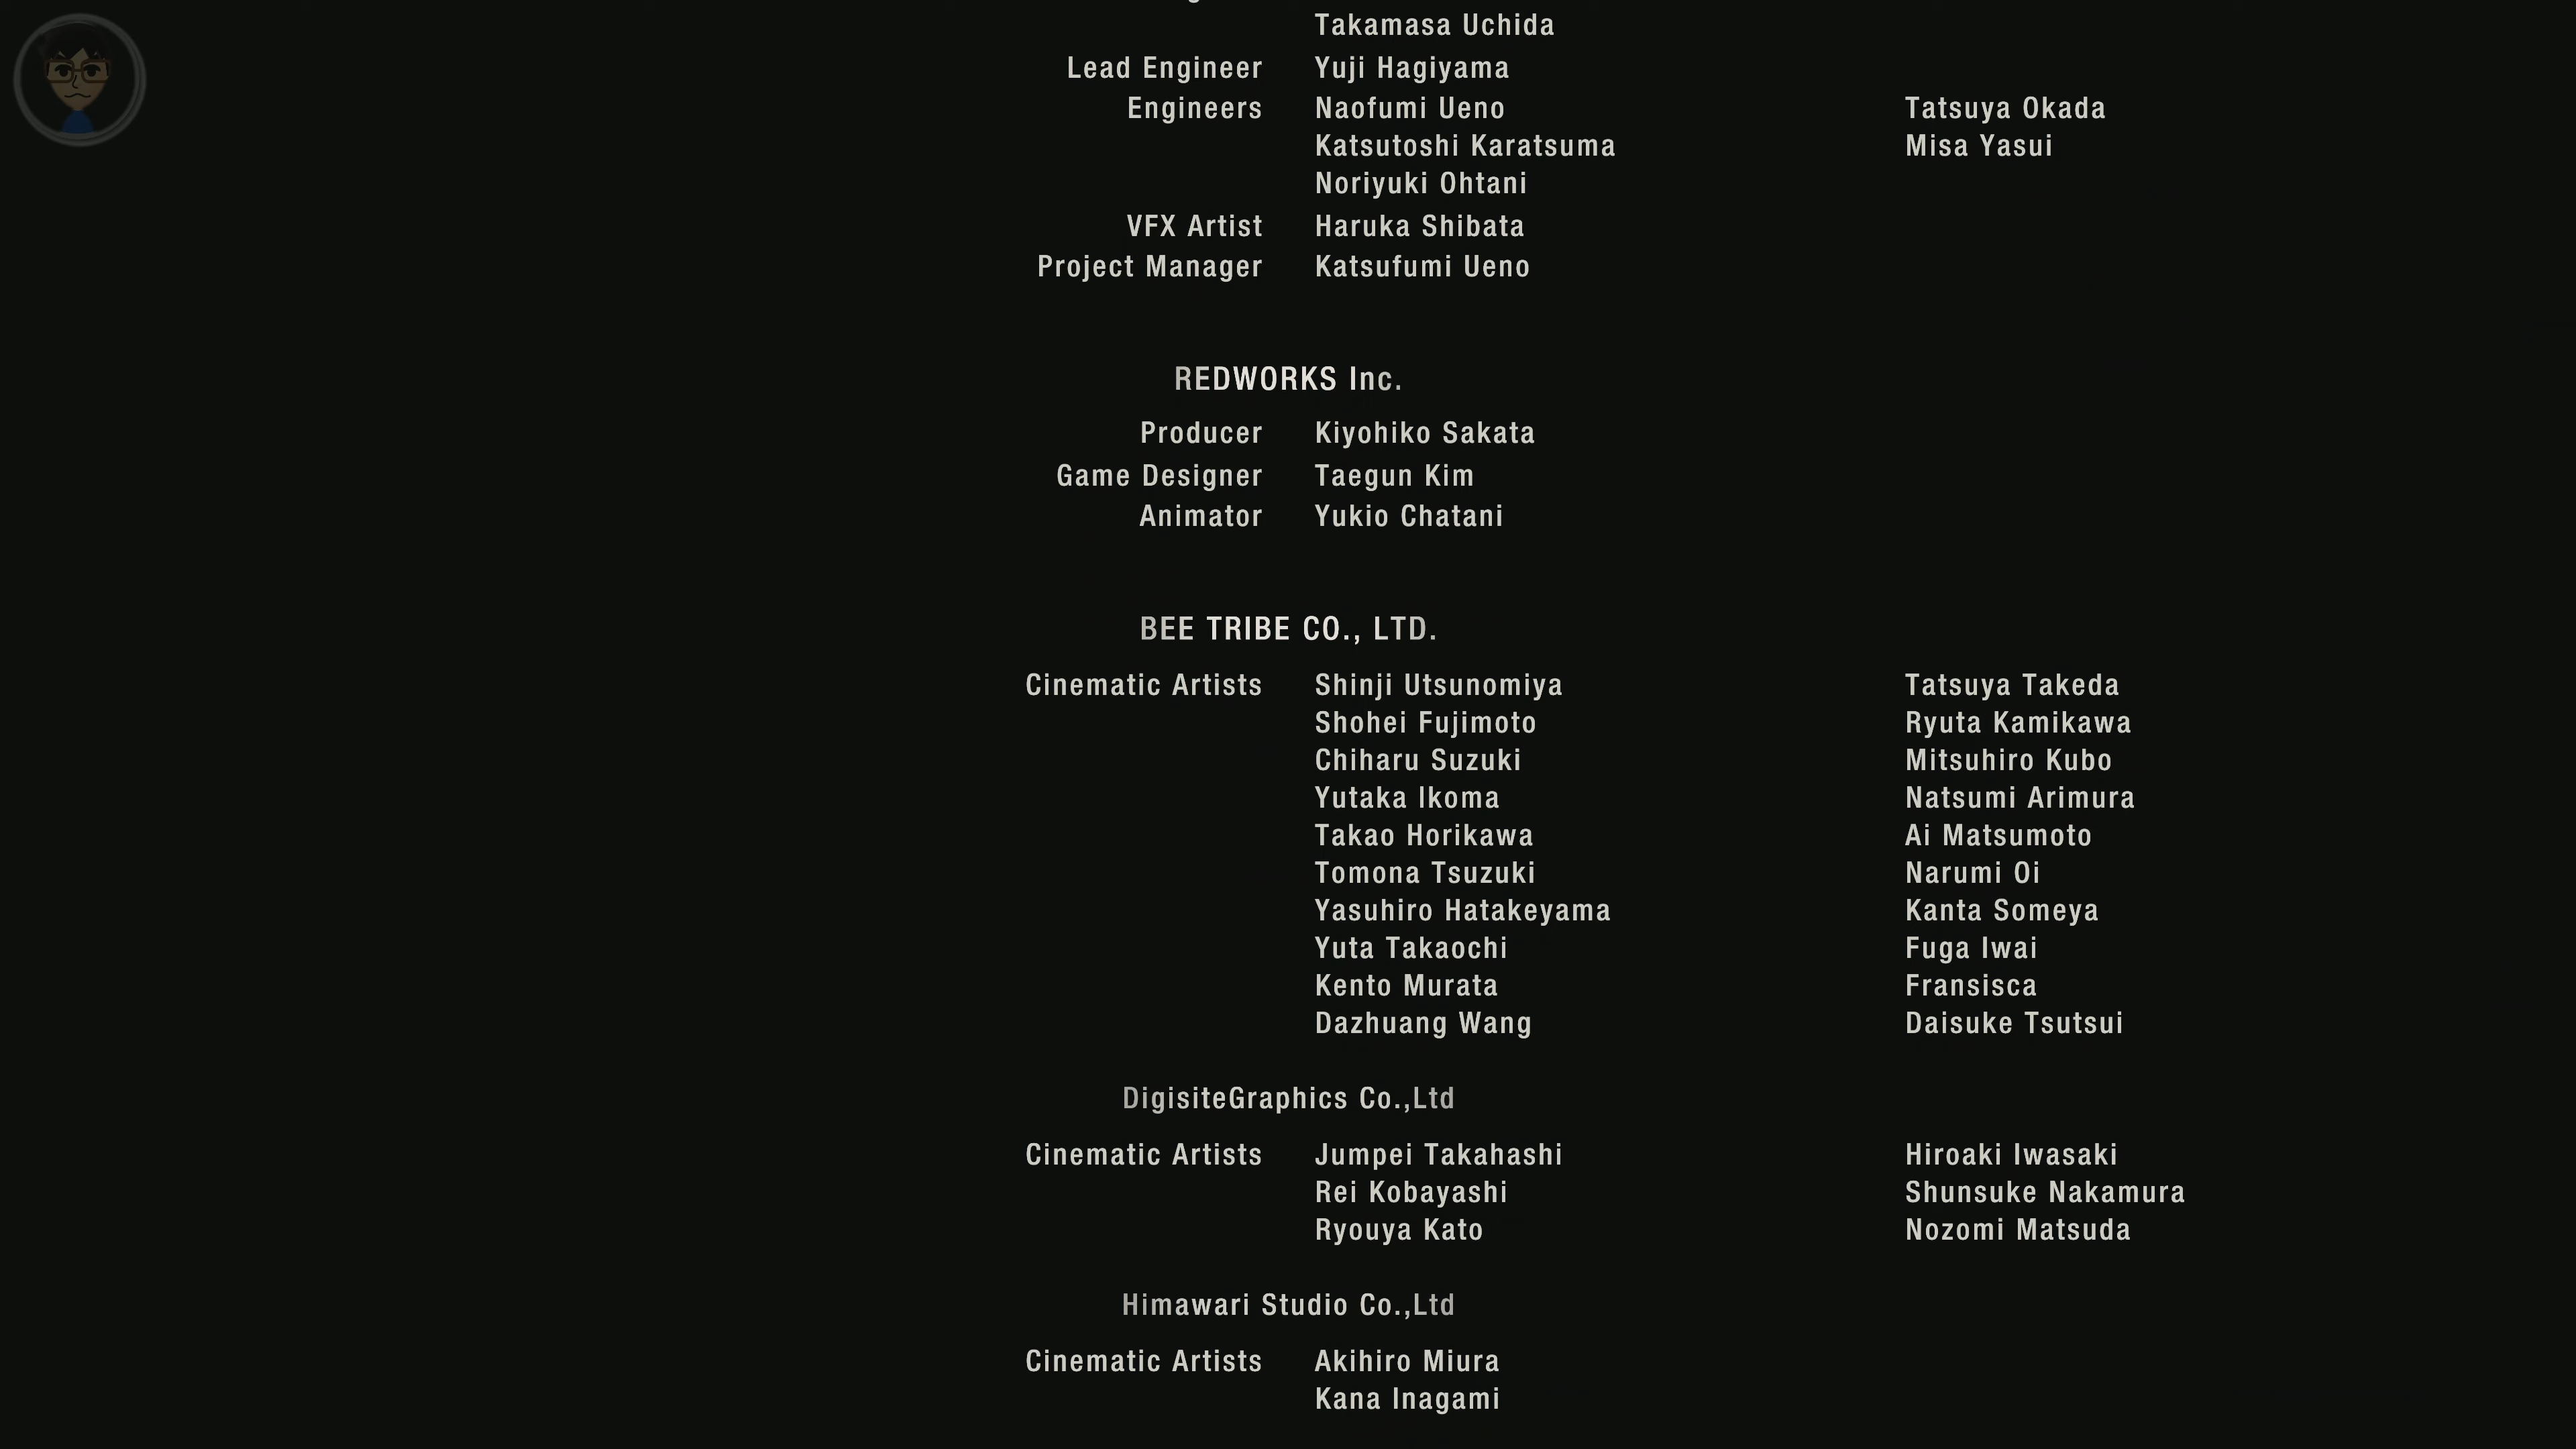 Takamasa Uchida
Lead Engineer Yuji Hagiyama
Engineers Naofumi Ueno Tatsuya Okada
Katsutoshi Karatsuma Misa Yasui
Noriyuki Ohtani
VFX Artist Haruka Shibata
Project Manager Katsufumi Ueno
REDWORKS Inc.
Producer Kiyohiko Sakata
Game Designer Taegun Kim
Animator Yukio Chatani
BEE TRIBE CO., LTD.
Cinematic Artists Shinji Utsunomiya Tatsuya Takeda
Shohei Fujimoto Ryuta Kamikawa
Chiharu Suzuki Mitsuhiro Kubo
Yutaka Ikoma Natsumi Arimura
Takao Horikawa Ai Matsumoto
Tomona Tsuzuki Narumi Oi
Yasuhiro Hatakeyama Kanta Someya
Yuta Takaochi Fuga Iwai
Kento Murata Fransisca
Dazhuang Wang Daisuke Tsutsui
DigisiteGraphics Co.,Ltd
Cinematic Artists Jumpei Takahashi Hiroaki Iwasaki
Rei Kobayashi Shunsuke Nakamura
Ryouya Kato Nozomi Matsuda
Himawari Studio Co.,Ltd
Cinematic Artists Akihiro Miura
Kana Inagami